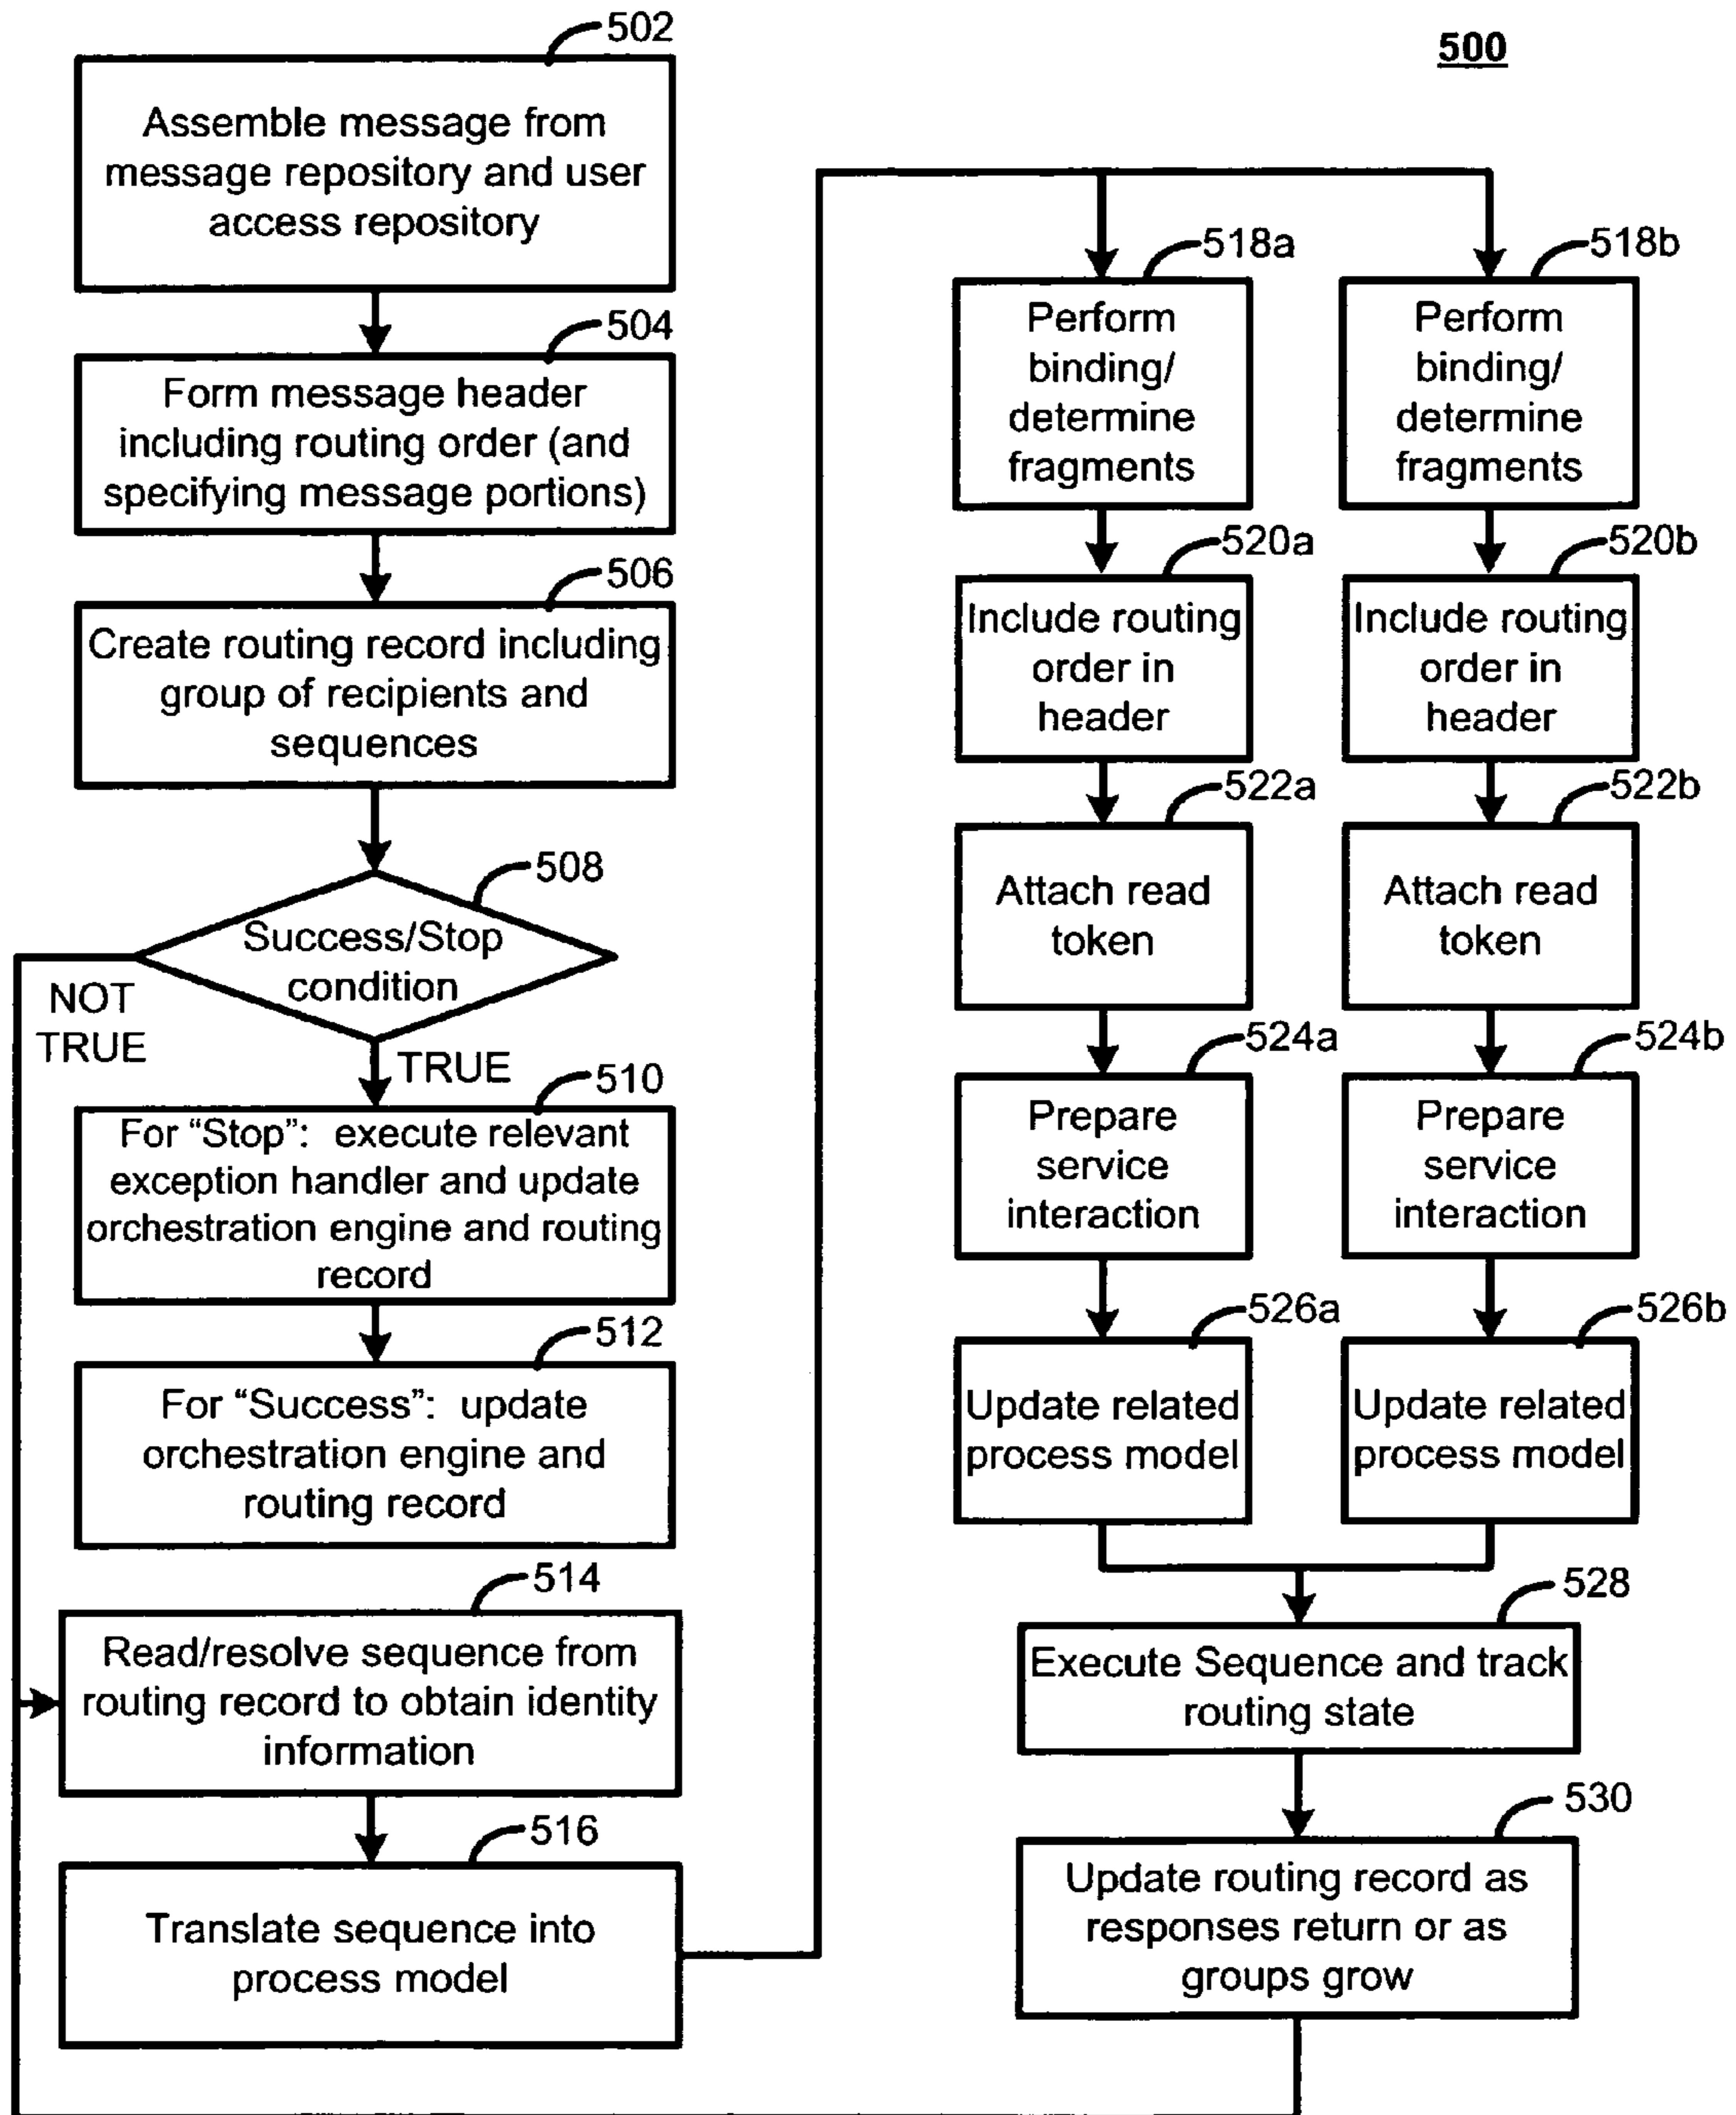 500
502
Assemble message from
message repository and user
access repository
504
Form message header
including routing order (and
specifying message portions)
506
Create routing record including
group of recipients and
sequences
508
Success/Stop
condition
NOT
TRUE
TRUE
510
For “Stop”: execute relevant
exception handler and update
orchestration engine and routing
record
512
For “Success”: update
orchestration engine and
routing record
514
Read/resolve sequence from
routing record to obtain identity
information
516
Translate sequence into
process model
518a
Perform
binding/
determine
fragments
520a
Include routing
order in
header
522a
Attach read
token
524a
Prepare
service
interaction
526a
Update related
process model
518b
Perform
binding/
determine
fragments
520b
Include routing
order in
header
522b
Attach read
token
524b
Prepare
service
interaction
526b
Update related
process model
528
Execute Sequence and track
routing state
530
Update routing record as
responses return or as
groups grow